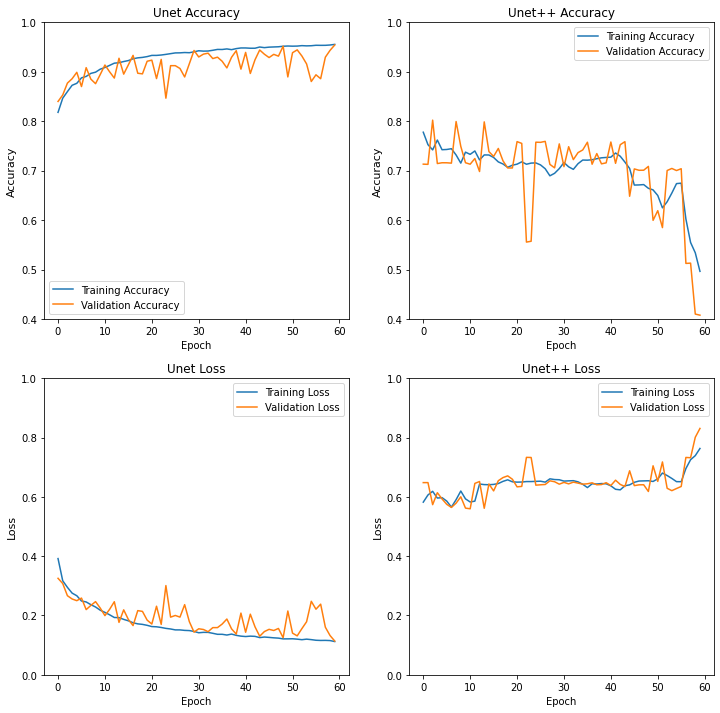 Unet Accuracy
Accuracy
1.0
0.9
0.8
0.7
0.6
0.5
0.4
Training Accuracy
Validation Accuracy
0 10 20 30 40 50 60
Epoch
Unet++ Accuracy
Accuracy
1.0
0.9
0.8
0.7
0.6
0.5
0.4
Training Accuracy
Validation Accuracy
0 10 20 30 40 50 60
Epoch
Unet Loss
Loss
1.0
0.8
0.6
0.4
0.2
0.0
Training Loss
Validation Loss
0 10 20 30 40 50 60
Epoch
Unet++ Loss
Loss
1.0
0.8
0.6
0.4
0.2
0.0
Training Loss
Validation Loss
0 10 20 30 40 50 60
Epoch